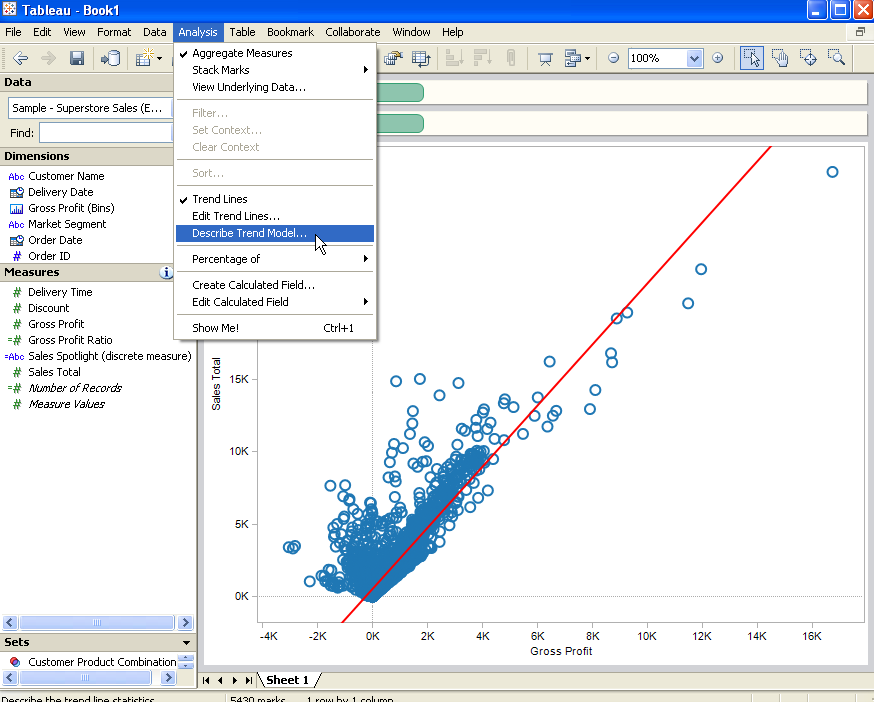 Tableau - Book1
File Edit View Format Data Analysis Table Bookmark Collaborate Window Help
100%
Aggregate Measures
Stack Marks
View Underlying Data...
Filter...
Set Context...
Clear Context
Sort...
Trend Lines
Edit Trend Lines...
Describe Trend Model...
Percentage of
Create Calculated Field...
Edit Calculated Field
Show Me! Ctrl+1
Data
Sample - Superstore Sales (E...
Find:
Dimensions
Abc Customer Name
Delivery Date
Gross Profit (Bins)
Abc Market Segment
Order Date
# Order ID
Measures
# Delivery Time
# Discount
# Gross Profit
=# Gross Profit Ratio
=Abc Sales Spotlight (discrete measure)
# Sales Total
=# Number of Records
# Measure Values
Sets
Customer Product Combination
Sales Total
15K
10K
5K
0K
-4K -2K 0K 2K 4K 6K 8K 10K 12K 14K 16K
Gross Profit
Sheet 1
Describe the trend line statistics 5430 marks 1 row by 1 column